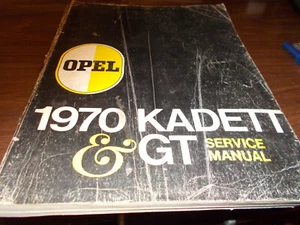 OPEL
1970 KADETT
& GT SERVICE
MANUAL